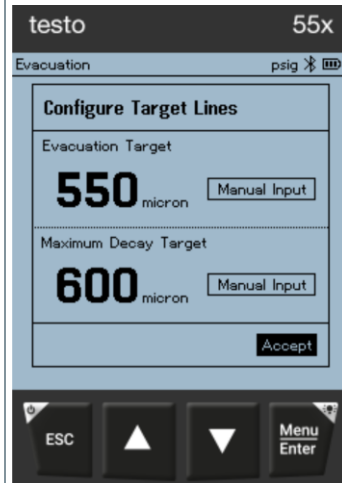 testo 55x
Evacuation psig
Configure Target Lines
Evacuation Target
550 micron Manual Input
Maximum Decay Target
600 micron Manual Input
Accept
ESC Menu
Enter